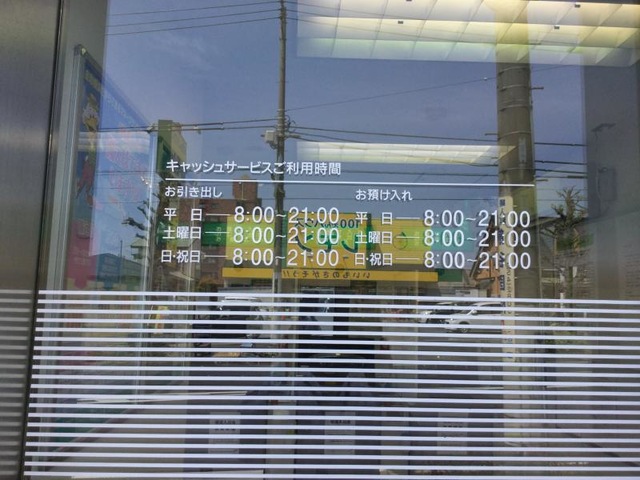 キャッシュサービスご利用時間
お引き出し お預け入れ
平 日―8:00~21:00 平 日―8:00~21:00
土曜日―8:00~21:00 土曜日―8:00~21:00
日・祝日―8:00~21:00 日・祝日―8:00~21:00